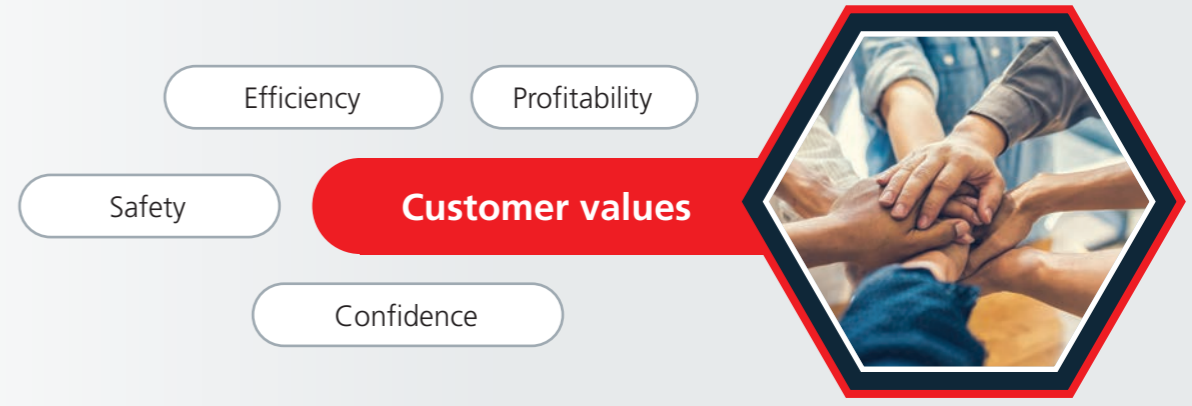 Efficiency
Profitability
Safety
Customer values
Confidence